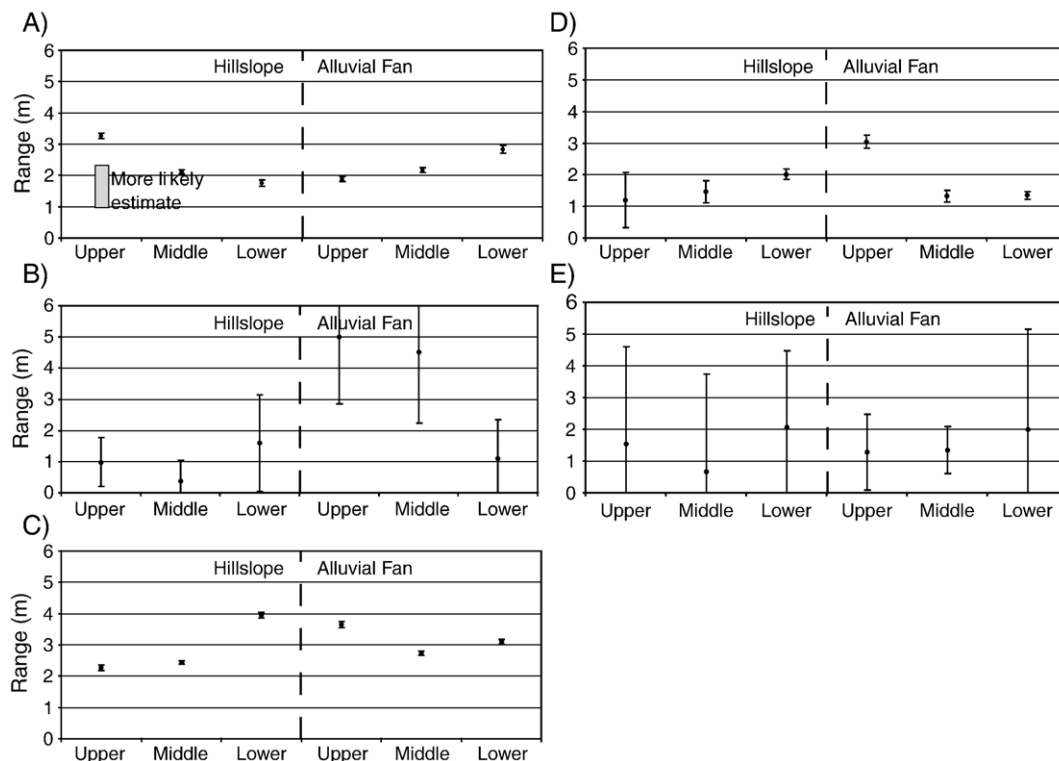 A)
6
5
4
3
2
1
0
Range (m)
Hillslope
Alluvial Fan
More likely
estimate
Upper
Middle
Lower
Upper
Middle
Lower
B)
6
5
4
3
2
1
0
Range (m)
Hillslope
Alluvial Fan
Upper
Middle
Lower
Upper
Middle
Lower
C)
6
5
4
3
2
1
0
Range (m)
Hillslope
Alluvial Fan
Upper
Middle
Lower
Upper
Middle
Lower
D)
6
5
4
3
2
1
0
Hillslope
Alluvial Fan
Upper
Middle
Lower
Upper
Middle
Lower
E)
6
5
4
3
2
1
0
Hillslope
Alluvial Fan
Upper
Middle
Lower
Upper
Middle
Lower